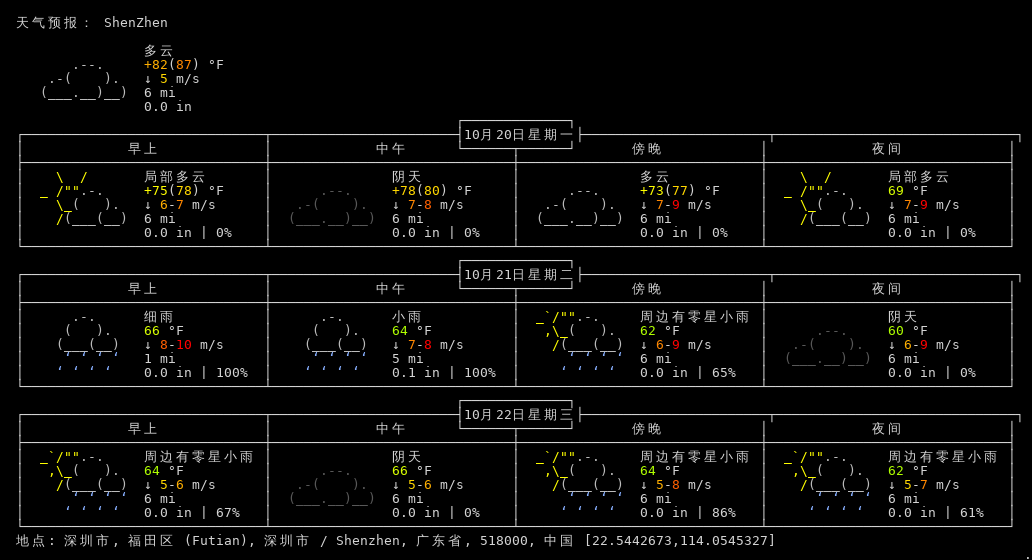 天气预报： ShenZhen
多云
+82(87) °F
↓ 5 m/s
6 mi
0.0 in
10月20日星期一
早上 中午 傍晚 夜间
局部多云 阴天 多云 局部多云
+75(78) °F +78(80) °F +73(77) °F 69 °F
↓ 6-7 m/s ↓ 7-8 m/s ↓ 7-9 m/s ↓ 7-9 m/s
6 mi 6 mi 6 mi 6 mi
0.0 in | 0% 0.0 in | 0% 0.0 in | 0% 0.0 in | 0%
10月21日星期二
早上 中午 傍晚 夜间
细雨 小雨 周边有零星小雨 阴天
66 °F 64 °F 62 °F 60 °F
↓ 8-10 m/s ↓ 7-8 m/s ↓ 6-9 m/s ↓ 6-9 m/s
1 mi 5 mi 6 mi 6 mi
0.0 in | 100% 0.1 in | 100% 0.0 in | 65% 0.0 in | 0%
10月22日星期三
早上 中午 傍晚 夜间
周边有零星小雨 阴天 周边有零星小雨 周边有零星小雨
64 °F 66 °F 64 °F 62 °F
↓ 5-6 m/s ↓ 5-6 m/s ↓ 5-8 m/s ↓ 5-7 m/s
6 mi 6 mi 6 mi 6 mi
0.0 in | 67% 0.0 in | 0% 0.0 in | 86% 0.0 in | 61%
地点: 深圳市, 福田区 (Futian), 深圳市 / Shenzhen, 广东省, 518000, 中国 [22.5442673,114.0545327]